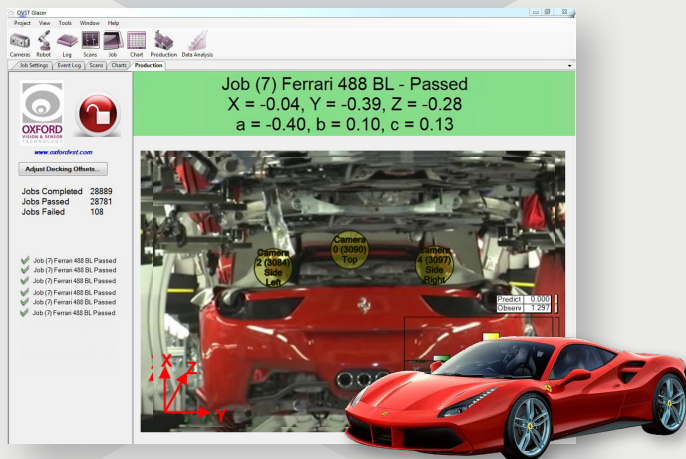 OVST Glazer
Project View Tools Window Help
Cameras Robot Log Scans Job Chart Production Data Analysis
Job Settings Event Log Scans Charts Production
Job (7) Ferrari 488 BL - Passed
X = -0.04, Y = -0.39, Z = -0.28
a = -0.40, b = 0.10, c = 0.13
OXFORD
VISION & SENSOR
TECHNOLOGY
www.oxfordvst.com
Adjust Decking Offsets...
Jobs Completed 28889
Jobs Passed 28781
Jobs Failed 108
Job (7) Ferrari 488 BL Passed
Job (7) Ferrari 488 BL Passed
Job (7) Ferrari 488 BL Passed
Job (7) Ferrari 488 BL Passed
Job (7) Ferrari 488 BL Passed
Job (7) Ferrari 488 BL Passed
Camera
2 (3084)
Side
Left
Camera
0 (3090)
Top
Camera
4 (3097)
Side
Right
Predict 0.000
Observ 1.297
X
Z
Y